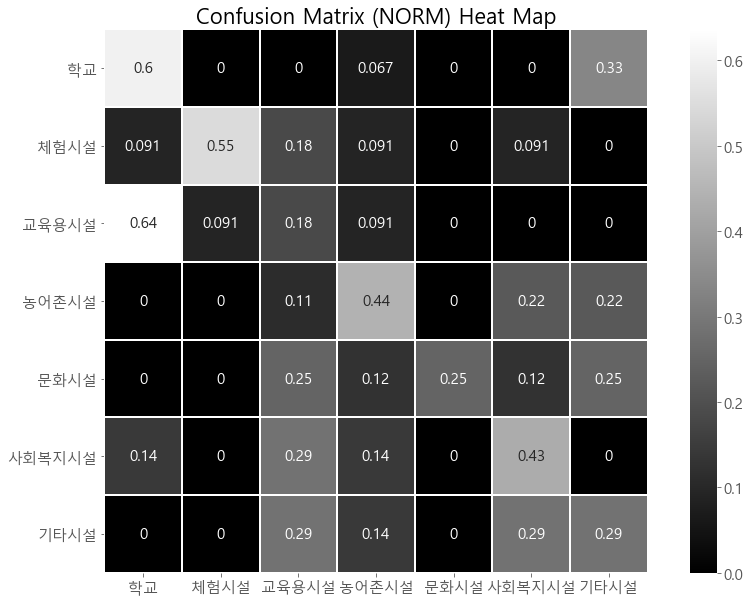 Confusion Matrix (NORM) Heat Map
학교 0.6 0 0 0.067 0 0 0.33
체험시설 0.091 0.55 0.18 0.091 0 0.091 0
교육용시설 0.64 0.091 0.18 0.091 0 0 0
농어존시설 0 0 0.11 0.44 0 0.22 0.22
문화시설 0 0 0.25 0.12 0.25 0.12 0.25
사회복지시설 0.14 0 0.29 0.14 0 0.43 0
기타시설 0 0 0.29 0.14 0 0.29 0.29
학교 체험시설 교육용시설 농어존시설 문화시설 사회복지시설 기타시설
0.6
0.5
0.4
0.3
0.2
0.1
0.0